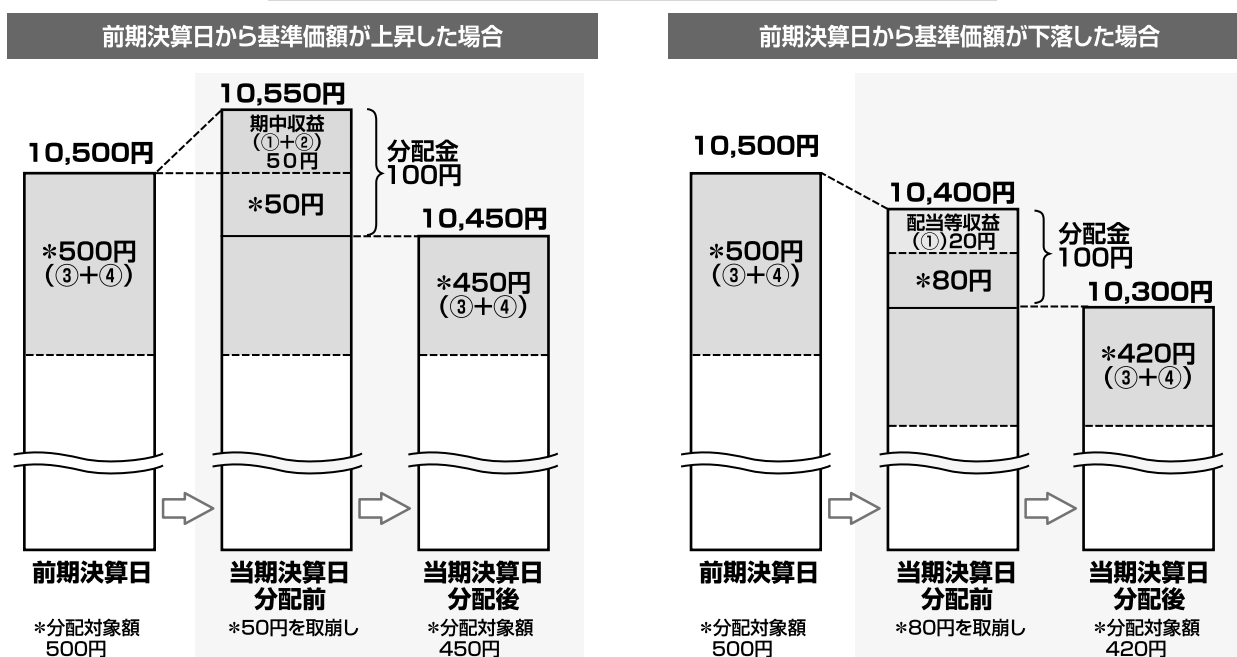 前期決算日から基準価額が上昇した場合
10,550円
期中収益
(①+②)
50円
分配金
100円
10,500円
*50円
10,450円
*500円
(③+④)
*450円
(③+④)
前期決算日
当期決算日
分配前
当期決算日
分配後
*分配対象額
500円
*50円を取崩し
*分配対象額
450円
前期決算日から基準価額が下落した場合
10,500円
10,400円
配当等収益
(①)20円
分配金
100円
*500円
(③+④)
*80円
10,300円
*420円
(③+④)
前期決算日
当期決算日
分配前
当期決算日
分配後
*分配対象額
500円
*80円を取崩し
*分配対象額
420円